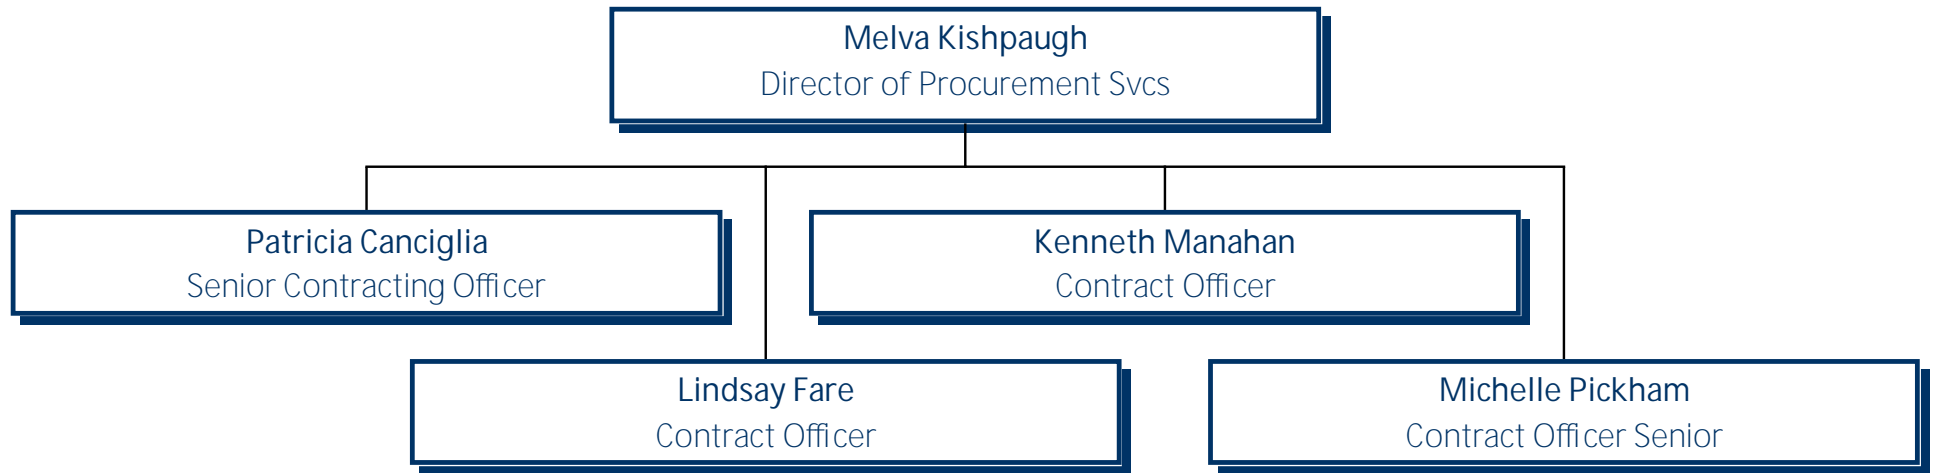 Melva Kishpaugh
Director of Procurement Svcs
Patricia Canciglia
Senior Contracting Officer
Kenneth Manahan
Contract Officer
Lindsay Fare
Contract Officer
Michelle Pickham
Contract Officer Senior